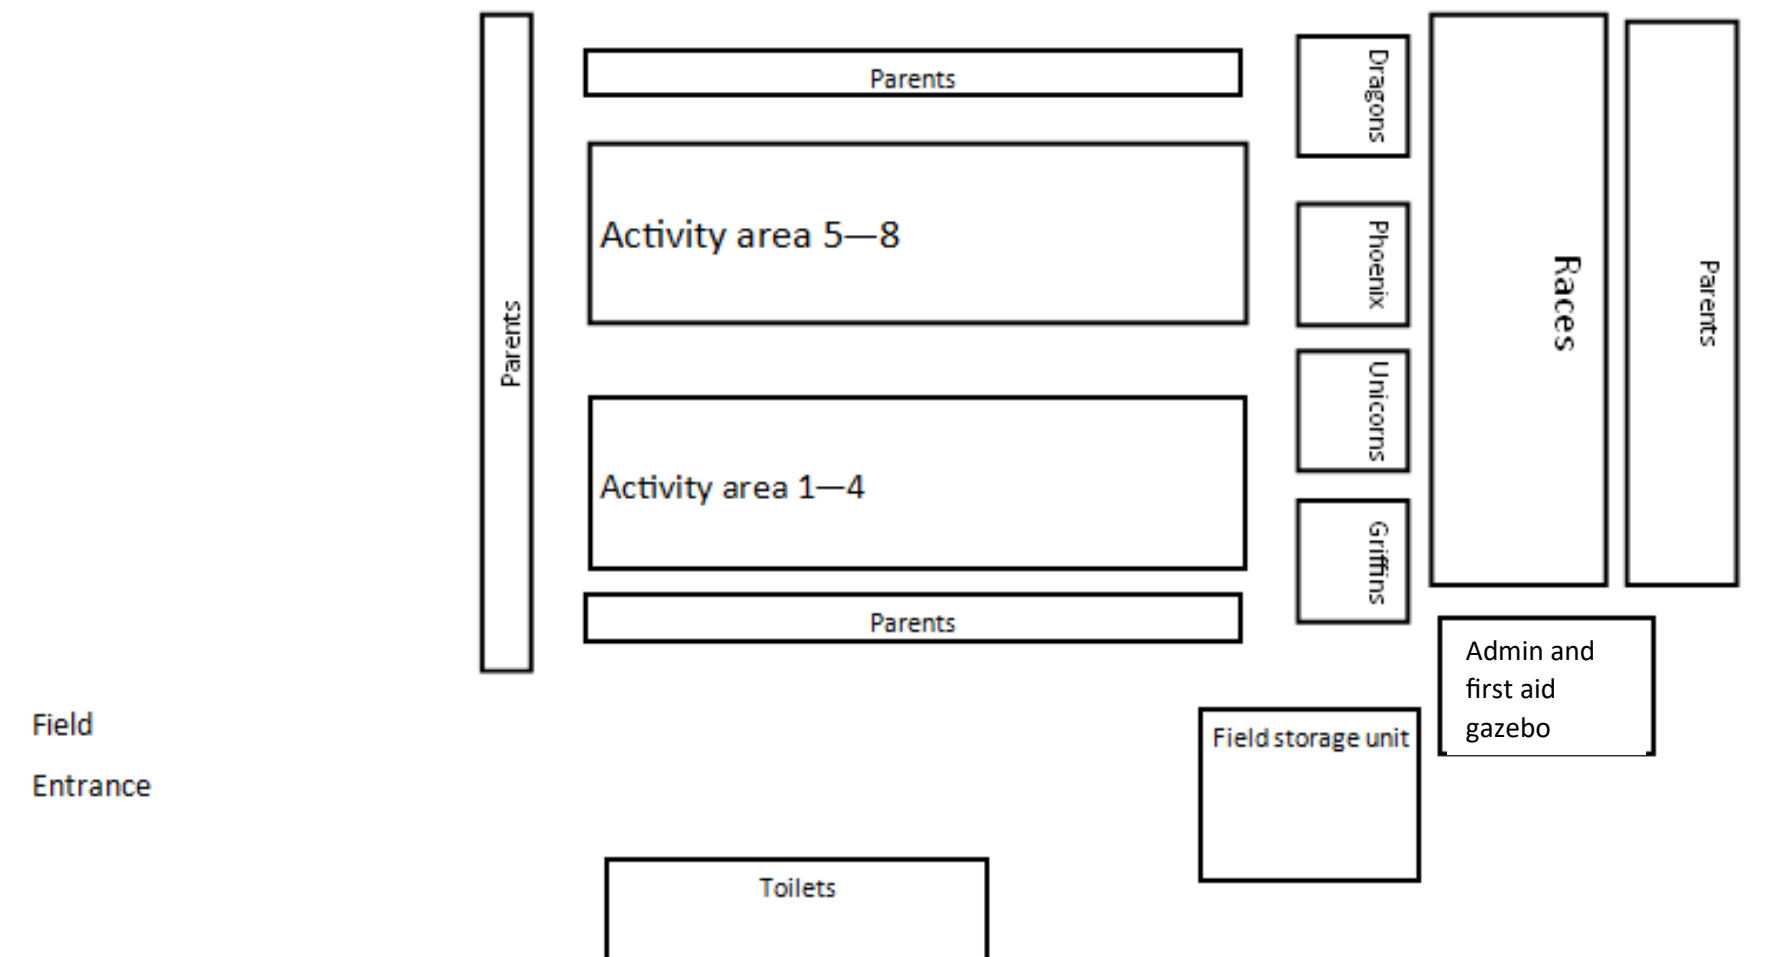 Parents
Dragons
Activity area 5—8
Phoenix
Races
Parents
Parents
Unicorns
Activity area 1—4
Griffins
Parents
Admin and
first aid
gazebo
Field
Field storage unit
Entrance
Toilets